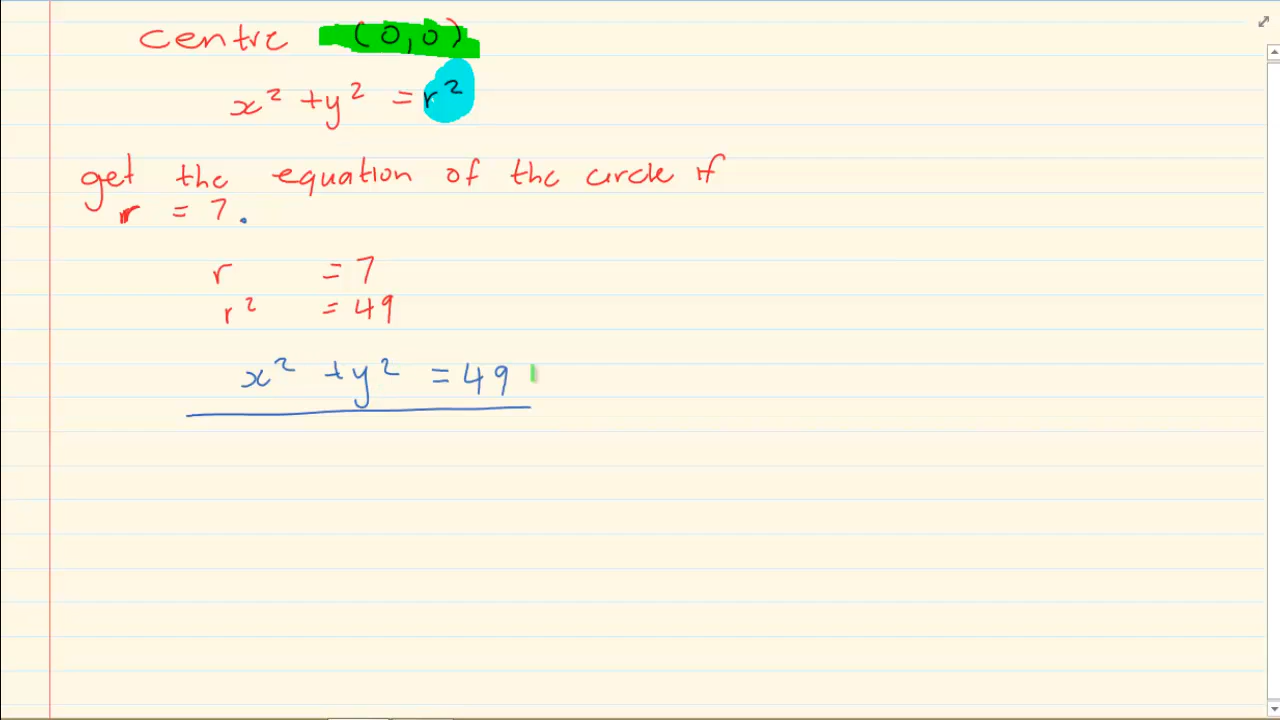 centre (0,0)
x² + y² = r²
get the equation of the circle if
r = 7.
r = 7
r² = 49
x² + y² = 49